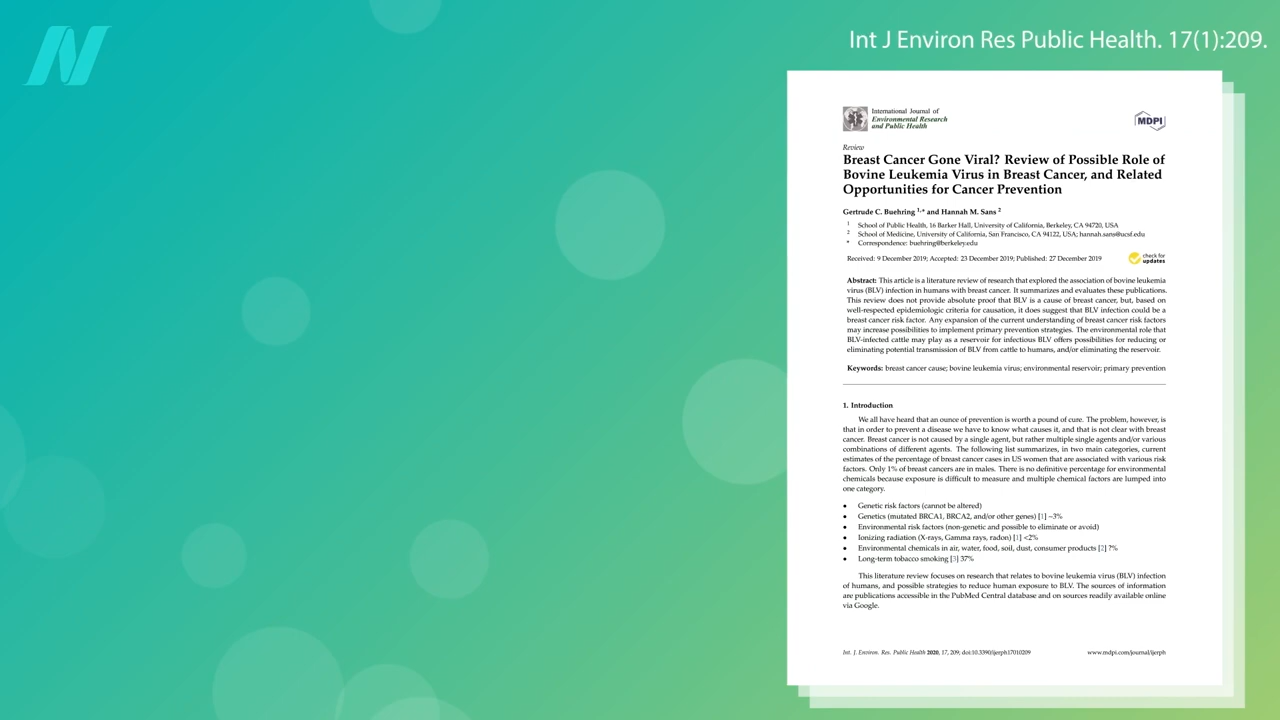 Int J Environ Res Public Health. 17(1):209.
International Journal of
Environmental Research
and Public Health
MDPI
Review
Breast Cancer Gone Viral? Review of Possible Role of
Bovine Leukemia Virus in Breast Cancer, and Related
Opportunities for Cancer Prevention
Gertrude C. Buehring 1,* and Hannah M. Sans 2
1 School of Public Health, 16 Barker Hall, University of California, Berkeley, CA 94720, USA
2 School of Medicine, University of California, San Francisco, CA 94122, USA; hannah.sans@ucsf.edu
* Correspondence: buehring@berkeley.edu
Received: 9 December 2019; Accepted: 23 December 2019; Published: 27 December 2019
check for
updates
Abstract: This article is a literature review of research that explored the association of bovine leukemia
virus (BLV) infection in humans with breast cancer. It summarizes and evaluates these publications.
This review does not provide absolute proof that BLV is a cause of breast cancer, but, based on
well-respected epidemiologic criteria for causation, it does suggest that BLV infection could be a
breast cancer risk factor. Any expansion of the current understanding of breast cancer risk factors
may increase possibilities to implement primary prevention strategies. The environmental role that
BLV-infected cattle may play as a reservoir for infectious BLV offers possibilities for reducing or
eliminating potential transmission of BLV from cattle to humans, and/or eliminating the reservoir.
Keywords: breast cancer cause; bovine leukemia virus; environmental reservoir; primary prevention
1. Introduction
We all have heard that an ounce of prevention is worth a pound of cure. The problem, however, is
that in order to prevent a disease we have to know what causes it, and that is not clear with breast
cancer. Breast cancer is not caused by a single agent, but rather multiple single agents and/or various
combinations of different agents. The following list summarizes, in two main categories, current
estimates of the percentage of breast cancer cases in US women that are associated with various risk
factors. Only 1% of breast cancers are in males. There is no definitive percentage for environmental
chemicals because exposure is difficult to measure and multiple chemical factors are lumped into
one category.
• Genetic risk factors (cannot be altered)
• Genetics (mutated BRCA1, BRCA2, and/or other genes) [1] ~3%
• Environmental risk factors (non-genetic and possible to eliminate or avoid)
• Ionizing radiation (X-rays, Gamma rays, radon) [1] <2%
• Environmental chemicals in air, water, food, soil, dust, consumer products [2] ?%
• Long-term tobacco smoking [3] 37%
This literature review focuses on research that relates to bovine leukemia virus (BLV) infection
of humans, and possible strategies to reduce human exposure to BLV. The sources of information
are publications accessible in the PubMed Central database and on sources readily available online
via Google.
Int. J. Environ. Res. Public Health 2020, 17, 209; doi:10.3390/ijerph17010209
www.mdpi.com/journal/ijerph